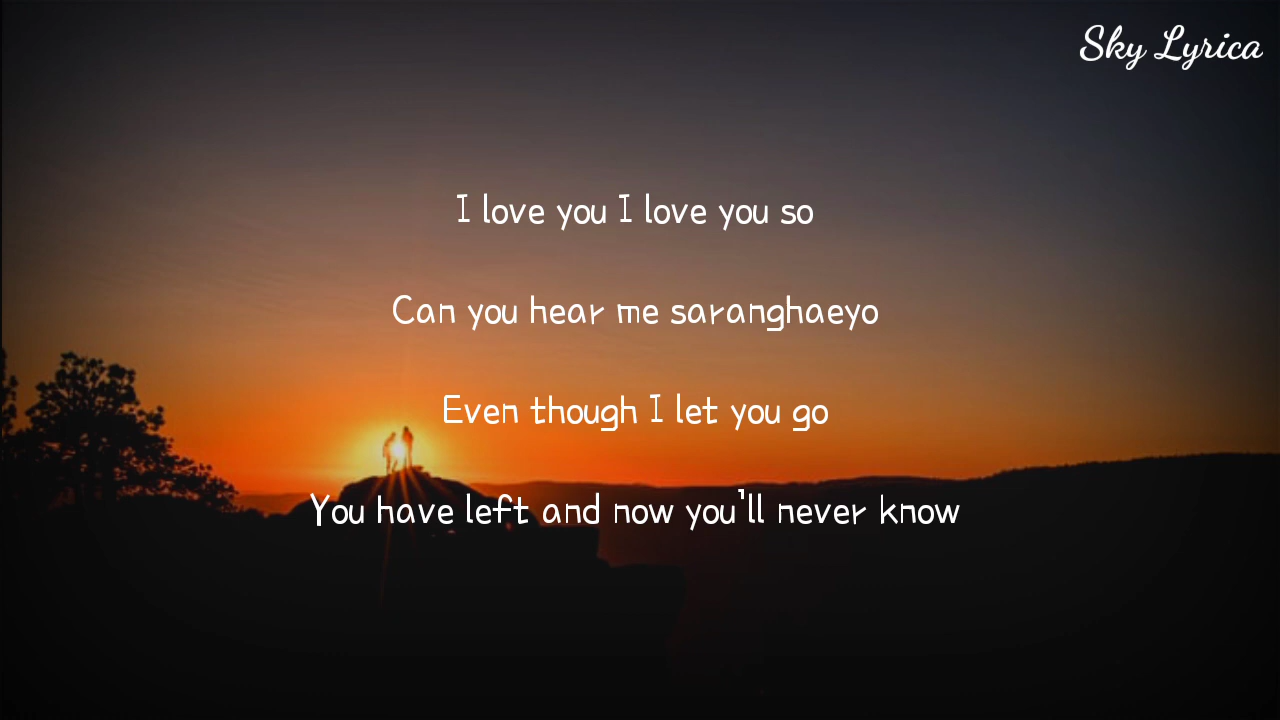 Sky Lyrica
I love you I love you so
Can you hear me saranghaeyo
Even though I let you go
You have left and now you'll never know